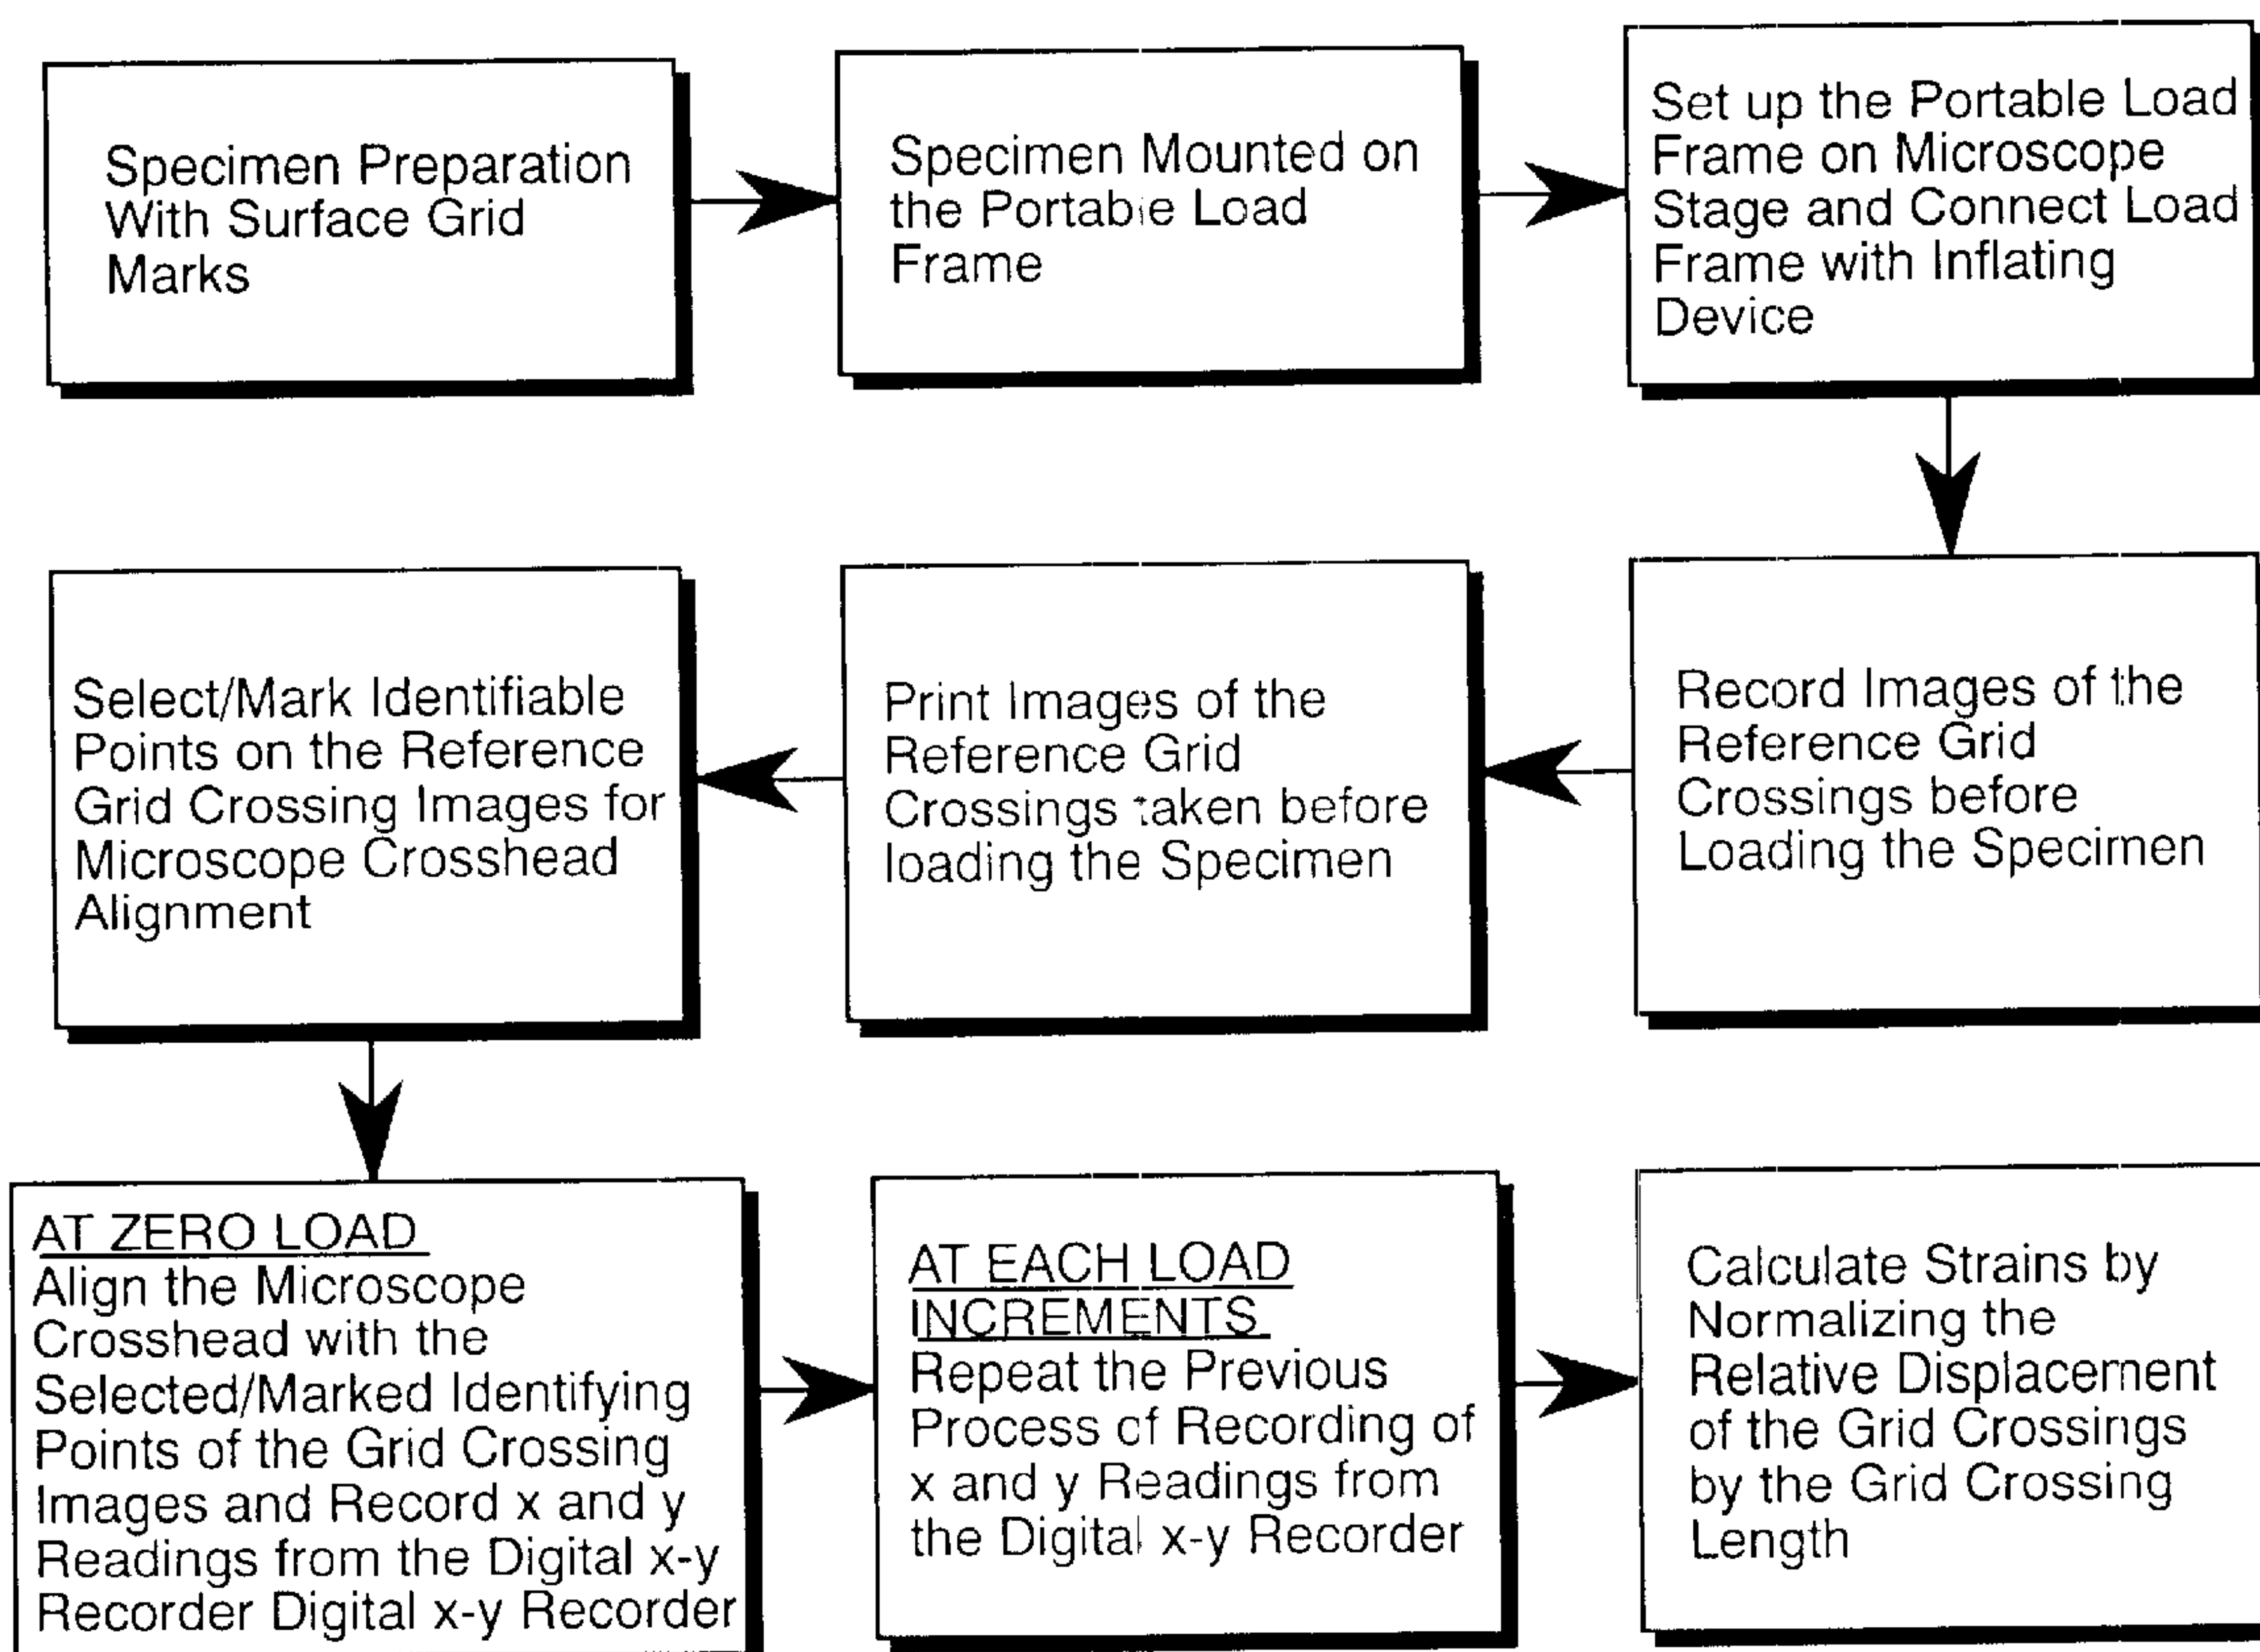 Specimen Preparation
With Surface Grid
Marks
Specimen Mounted on
the Portable Load
Frame
Set up the Portable Load
Frame on Microscope
Stage and Connect Load
Frame with Inflating
Device
Record Images of the
Reference Grid
Crossings before
Loading the Specimen
Print Images of the
Reference Grid
Crossings taken before
loading the Specimen
Select/Mark Identifiable
Points on the Reference
Grid Crossing Images for
Microscope Crosshead
Alignment
AT ZERO LOAD
Align the Microscope
Crosshead with the
Selected/Marked Identifying
Points of the Grid Crossing
Images and Record x and y
Readings from the Digital x-y
Recorder Digital x-y Recorder
AT EACH LOAD
INCREMENTS
Repeat the Previous
Process of Recording of
x and y Readings from
the Digital x-y Recorder
Calculate Strains by
Normalizing the
Relative Displacement
of the Grid Crossings
by the Grid Crossing
Length